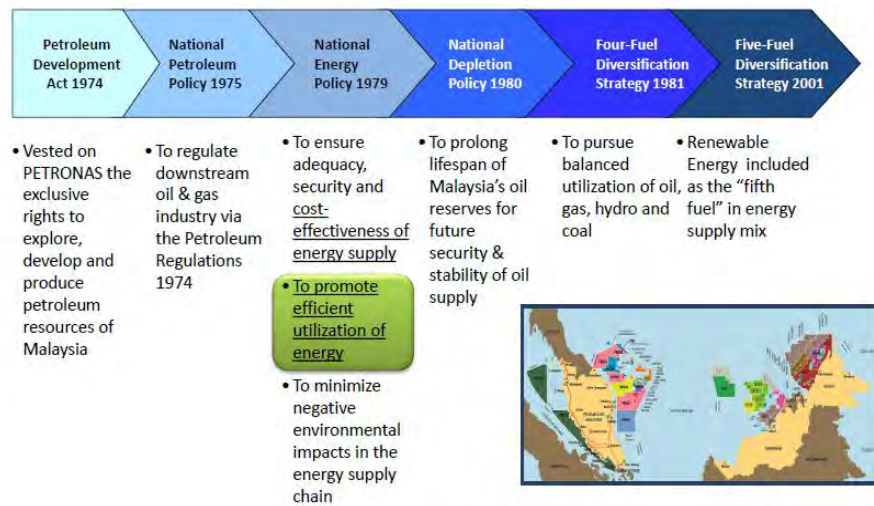 Petroleum
Development
Act 1974
National
Petroleum
Policy 1975
National
Energy
Policy 1979
National
Depletion
Policy 1980
Four-Fuel
Diversification
Strategy 1981
Five-Fuel
Diversification
Strategy 2001
• Vested on
PETRONAS the
exclusive
rights to
explore,
develop and
produce
petroleum
resources of
Malaysia
• To regulate
downstream
oil & gas
industry via
the Petroleum
Regulations
1974
• To ensure
adequacy,
security and
cost-
effectiveness of
energy supply
• To promote
efficient
utilization of
energy
• To minimize
negative
environmental
impacts in the
energy supply
chain
• To prolong
lifespan of
Malaysia's oil
reserves for
future
security &
stability of oil
supply
• To pursue
balanced
utilization of oil,
gas, hydro and
coal
• Renewable
Energy included
as the “fifth
fuel” in energy
supply mix